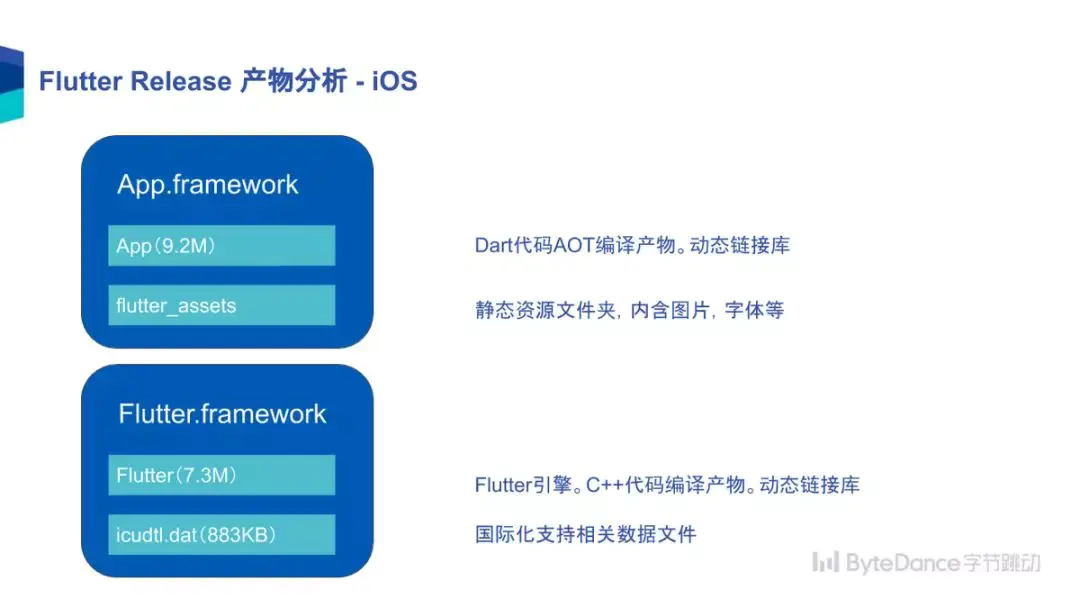 Flutter Release 产物分析 - iOS
App.framework
App（9.2M）
Dart代码AOT编译产物。动态链接库
flutter_assets
静态资源文件夹，内含图片，字体等
Flutter.framework
Flutter（7.3M）
Flutter引擎。C++代码编译产物。动态链接库
icudtl.dat（883KB）
国际化支持相关数据文件
ByteDance字节跳动